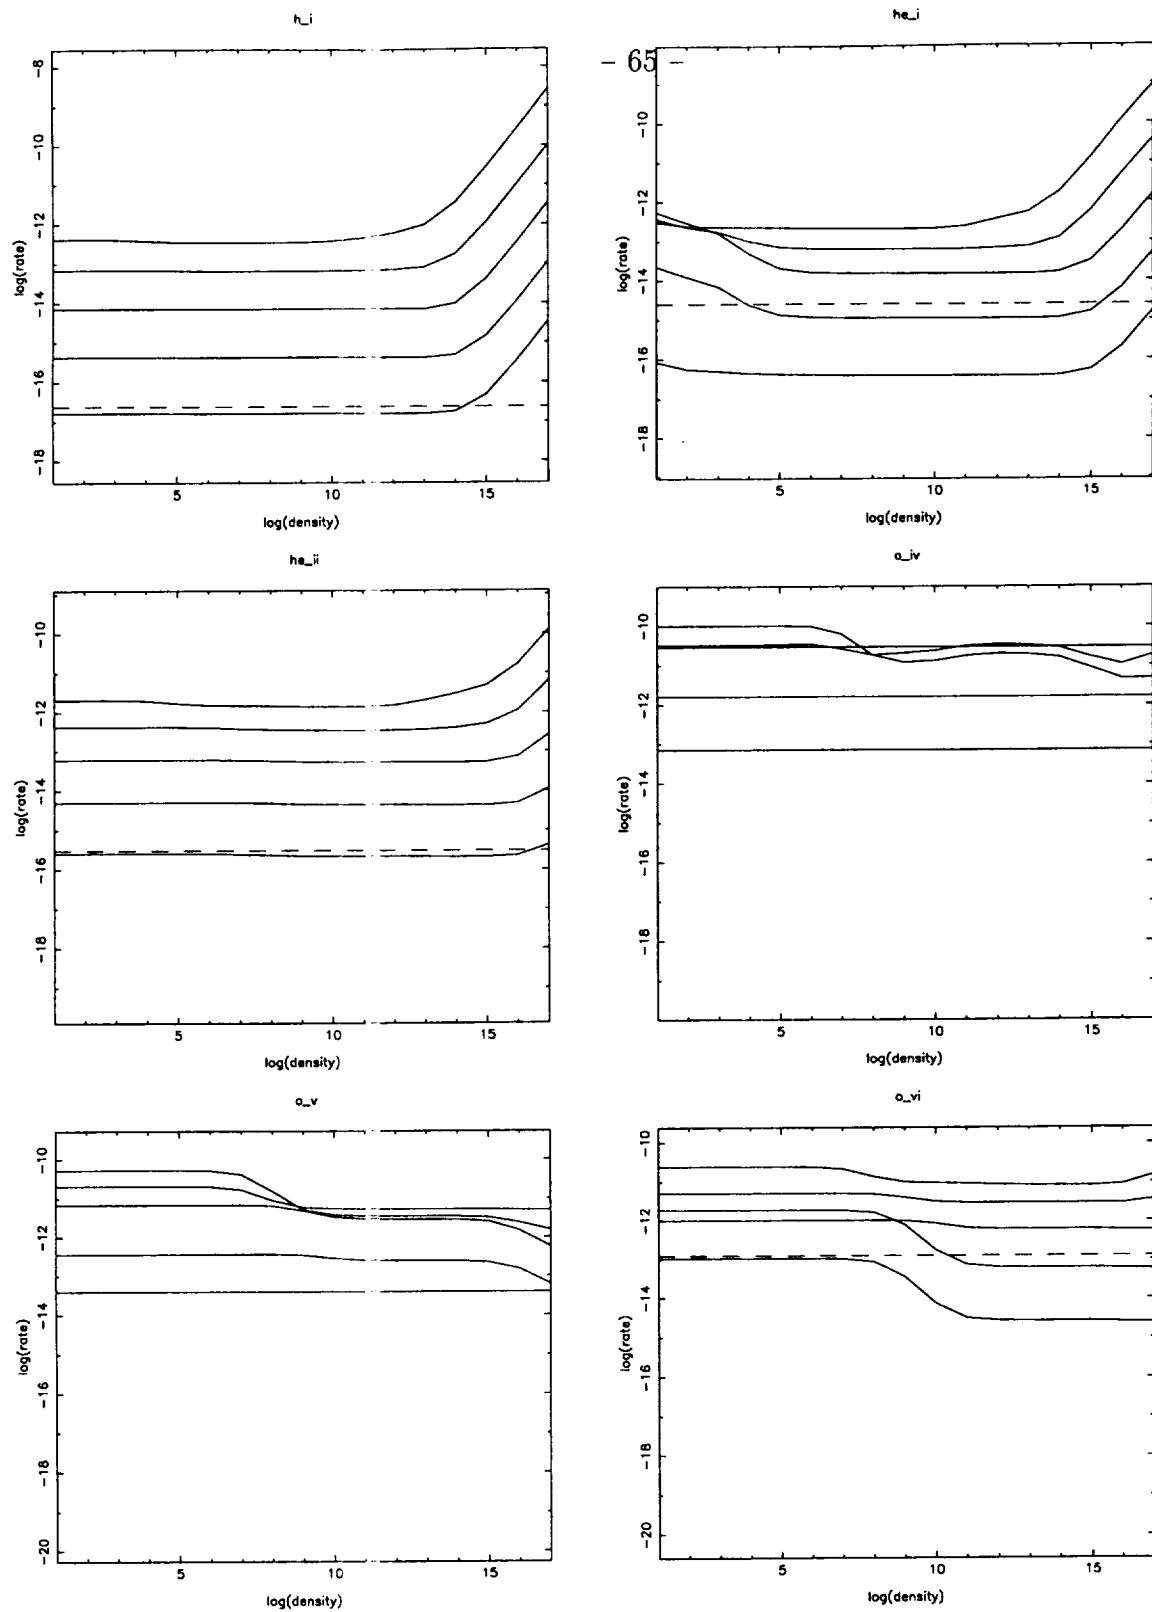 – 65 –
h_i
log(rate)
-8
-10
-12
-14
-16
-18
5
10
15
log(density)
he_i
log(rate)
-10
-12
-14
-16
-18
5
10
15
log(density)
he_ii
log(rate)
-10
-12
-14
-16
-18
5
10
15
log(density)
o_iv
log(rate)
-10
-12
-14
-16
-18
5
10
15
log(density)
o_v
log(rate)
-10
-12
-14
-16
-18
-20
5
10
15
log(density)
o_vi
log(rate)
-10
-12
-14
-16
-18
-20
5
10
15
log(density)